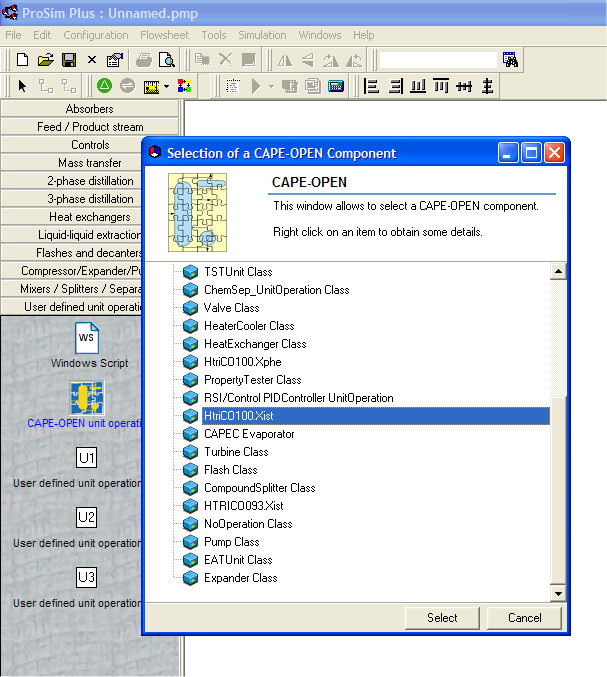 ProSim Plus : Unnamed.pmp
File Edit Configuration Flowsheet Tools Simulation Windows Help
Absorbers
Feed / Product stream
Controls
Mass transfer
2-phase distillation
3-phase distillation
Heat exchangers
Liquid-liquid extraction
Flashes and decanters
Compressor/Expander/Pu
Mixers / Splitters / Separa
User defined unit operati
WS
Windows Script
CAPE-OPEN unit operati
U1
User defined unit operation
U2
User defined unit operation
U3
User defined unit operation
Selection of a CAPE-OPEN Component
CAPE-OPEN
This window allows to select a CAPE-OPEN component.
Right click on an item to obtain some details.
TSTUnit Class
ChemSep_UnitOperation Class
Valve Class
HeaterCooler Class
HeatExchanger Class
HtriCO100.Xphe
PropertyTester Class
RSI/Control PIDController UnitOperation
HtriCO100.Xist
CAPEC Evaporator
Turbine Class
Flash Class
CompoundSplitter Class
HTRICO093.Xist
NoOperation Class
Pump Class
EATUnit Class
Expander Class
Select Cancel